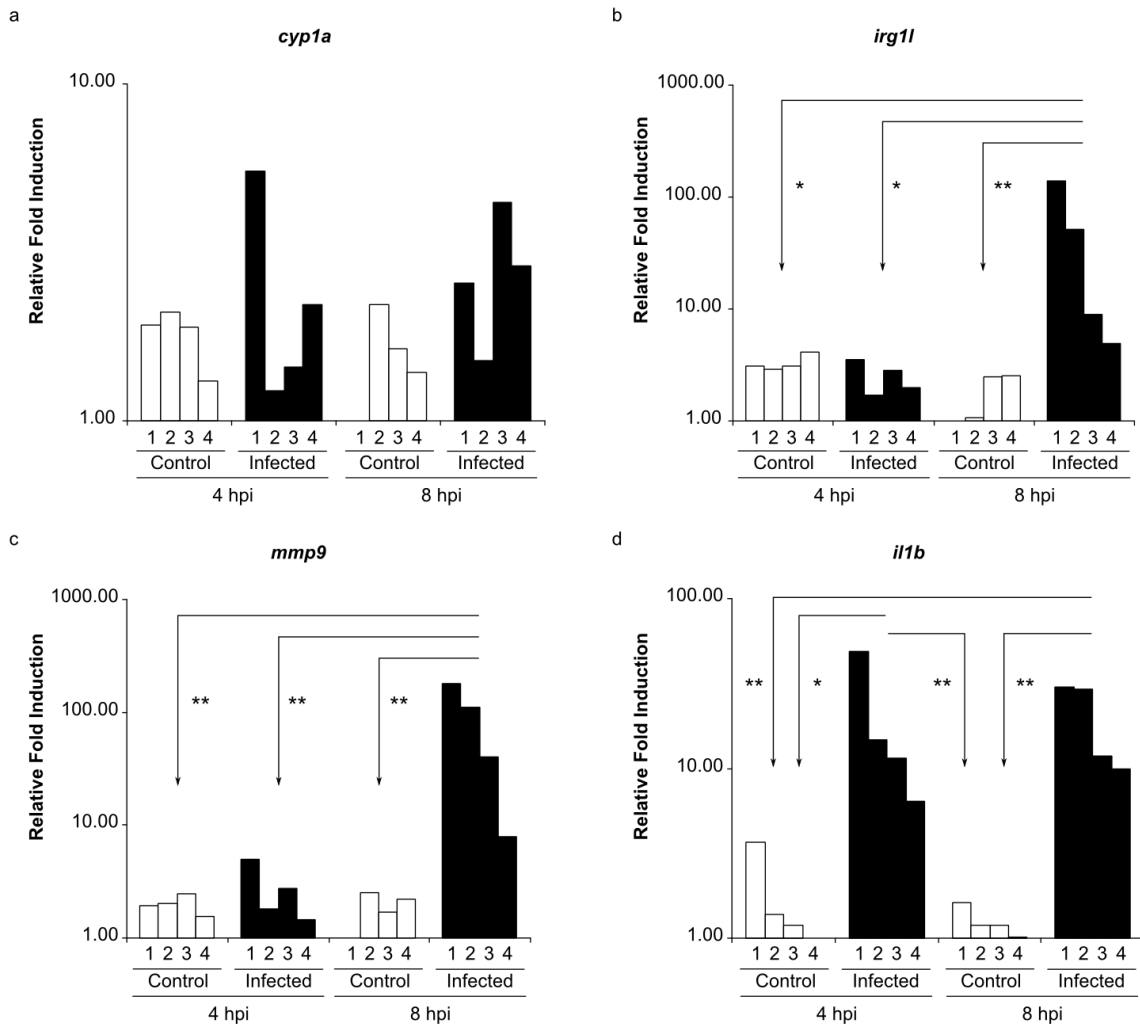 a
cyp1a
Relative Fold Induction
10.00
1.00
1 2 3 4 1 2 3 4 1 2 3 4 1 2 3 4
Control Infected Control Infected
4 hpi 8 hpi
b
irg1l
Relative Fold Induction
1000.00
100.00
10.00
1.00
* * **
1 2 3 4 1 2 3 4 1 2 3 4 1 2 3 4
Control Infected Control Infected
4 hpi 8 hpi
c
mmp9
Relative Fold Induction
1000.00
100.00
10.00
1.00
** ** **
1 2 3 4 1 2 3 4 1 2 3 4 1 2 3 4
Control Infected Control Infected
4 hpi 8 hpi
d
il1b
Relative Fold Induction
100.00
10.00
1.00
** * ** **
1 2 3 4 1 2 3 4 1 2 3 4 1 2 3 4
Control Infected Control Infected
4 hpi 8 hpi